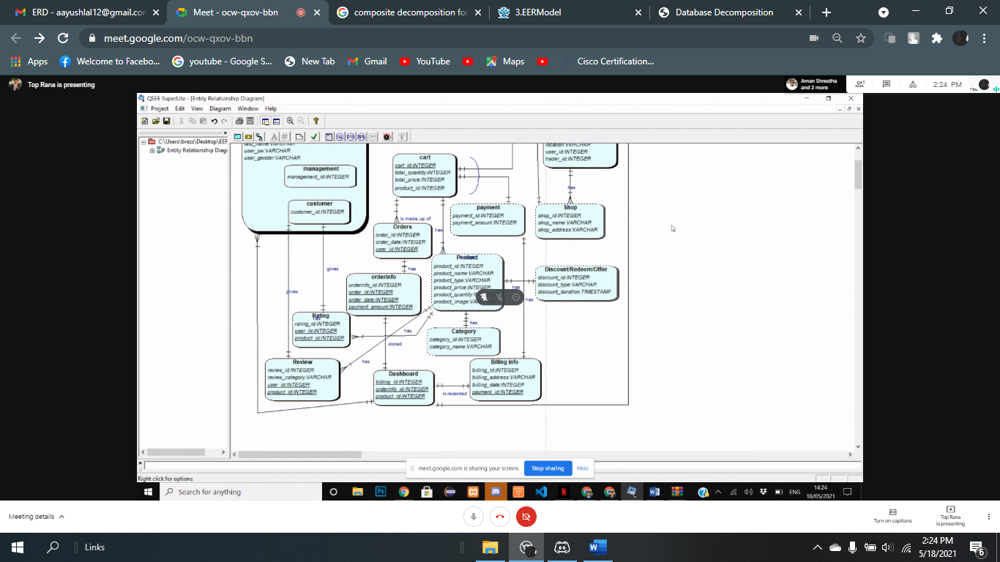 ERD - aayushlal12@gmail.con
Meet - ocw-qxov-bbn
composite decomposition for
3.EERModel
Database Decomposition
meet.google.com/ocw-qxov-bbn
Apps
Welcome to Facebo...
youtube - Google S...
New Tab
Gmail
YouTube
Maps
Cisco Certification...
Top Rana is presenting
Aman Shrestha
and 2 more
2:24 PM
You
QSEE SuperLite - [Entity Relationship Diagram]
Project Edit View Diagram Window Help
C:\Users\brezz\Desktop\EEF
Entity Relationship Diag
last_name:VARCHAR
user_pw:VARCHAR
user_gender:VARCHAR
management
management_id:INTEGER
customer
customer_id:INTEGER
cart
cart_id:INTEGER
total_quantity:INTEGER
total_price:INTEGER
product_id:INTEGER
location:VARCHAR
user_id:INTEGER
trader_id:INTEGER
has
payment
payment_id:INTEGER
payment_amount:INTEGER
Shop
shop_id:INTEGER
shop_name:VARCHAR
shop_address:VARCHAR
is made up of
has
Orders
order_id:INTEGER
order_date:INTEGER
user_id:INTEGER
has
Product
product_id:INTEGER
product_name:VARCHAR
product_type:VARCHAR
product_price:INTEGER
product_quantity:IN
product_image:VA
has
has
Discount/Redeem/Offer
discount_id:INTEGER
discount_type:VARCHAR
discount_duration:TIMESTAMP
gives
gives
orderinfo
orderinfo_id:INTEGER
order_id:INTEGER
order_date:INTEGER
payment_amount:INTEGER
Rating
has
rating_id:INTEGER
user_id:INTEGER
product_id:INTEGER
has
stored
has
has
Category
category_id:INTEGER
category_name:VARCHAR
Review
review_id:INTEGER
review_category:VARCHAR
user_id:INTEGER
product_id:INTEGER
Dashboard
billing_id:INTEGER
orderinfo_id:INTEGER
product_id:INTEGER
is recorded
Billing info
billing_id:INTEGER
billing_address:VARCHAR
billing_date:INTEGER
payment_id:INTEGER
meet.google.com is sharing your screen.
Stop sharing
Hide
Right click for options
Search for anything
ENG
14:24
18/05/2021
Meeting details
Turn on captions
Top Rana
is presenting
Links
2:24 PM
5/18/2021
6